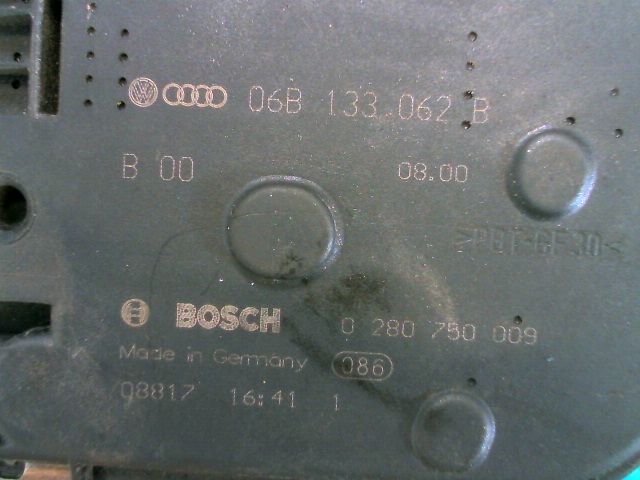 06B 133 062 B
B 00 08.00
>PBT-GF30<
BOSCH 0 280 750 009
Made in Germany 086
08817 16:41 1